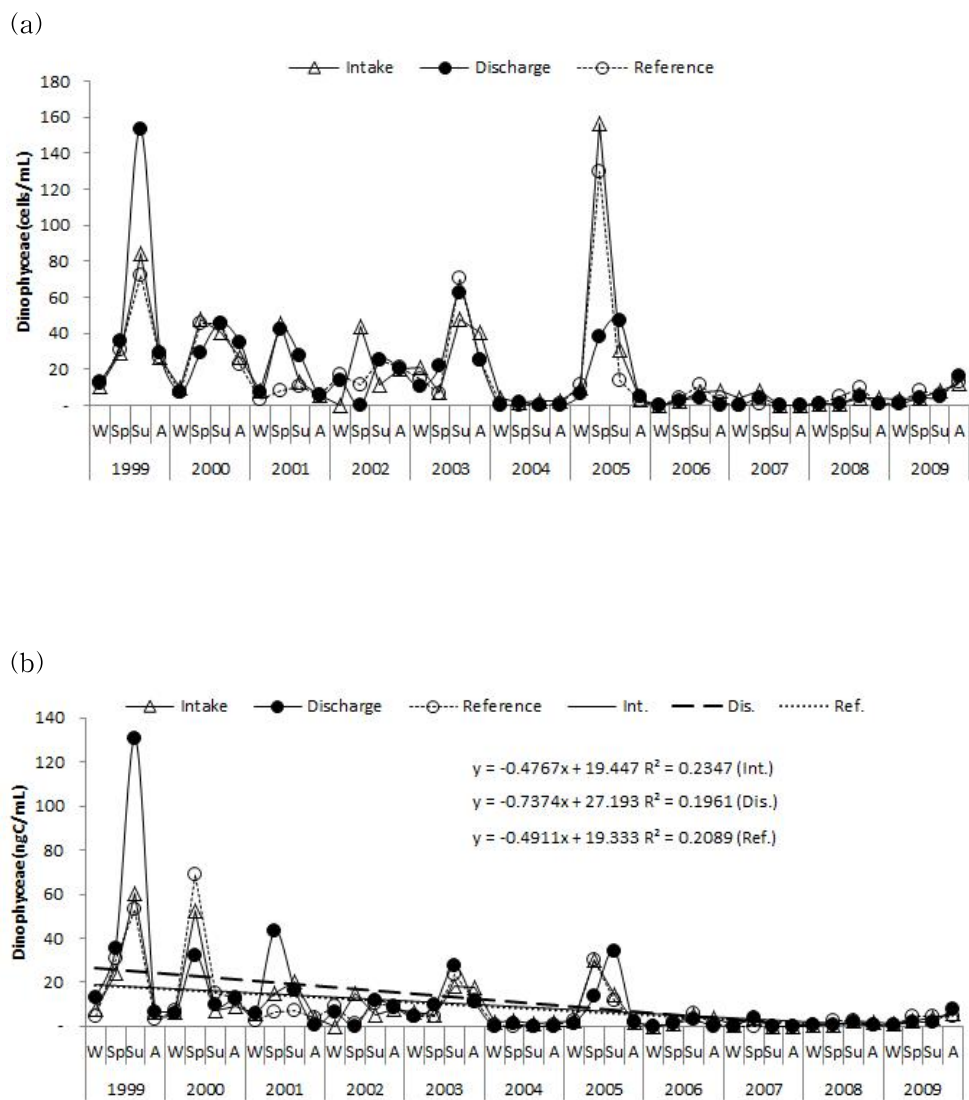 (a)
Intake Discharge Reference
Dinophyceae(cells/mL)
180
160
140
120
100
80
60
40
20
-
W Sp Su A W Sp Su A W Sp Su A W Sp Su A W Sp Su A W Sp Su A W Sp Su A W Sp Su A W Sp Su A W Sp Su A W Sp Su A
1999 2000 2001 2002 2003 2004 2005 2006 2007 2008 2009
(b)
Intake Discharge Reference Int. Dis. Ref.
Dinophyceae(ngC/mL)
140
120
100
80
60
40
20
-
y = -0.4767x + 19.447 R² = 0.2347 (Int.)
y = -0.7374x + 27.193 R² = 0.1961 (Dis.)
y = -0.4911x + 19.333 R² = 0.2089 (Ref.)
W Sp Su A W Sp Su A W Sp Su A W Sp Su A W Sp Su A W Sp Su A W Sp Su A W Sp Su A W Sp Su A W Sp Su A W Sp Su A
1999 2000 2001 2002 2003 2004 2005 2006 2007 2008 2009